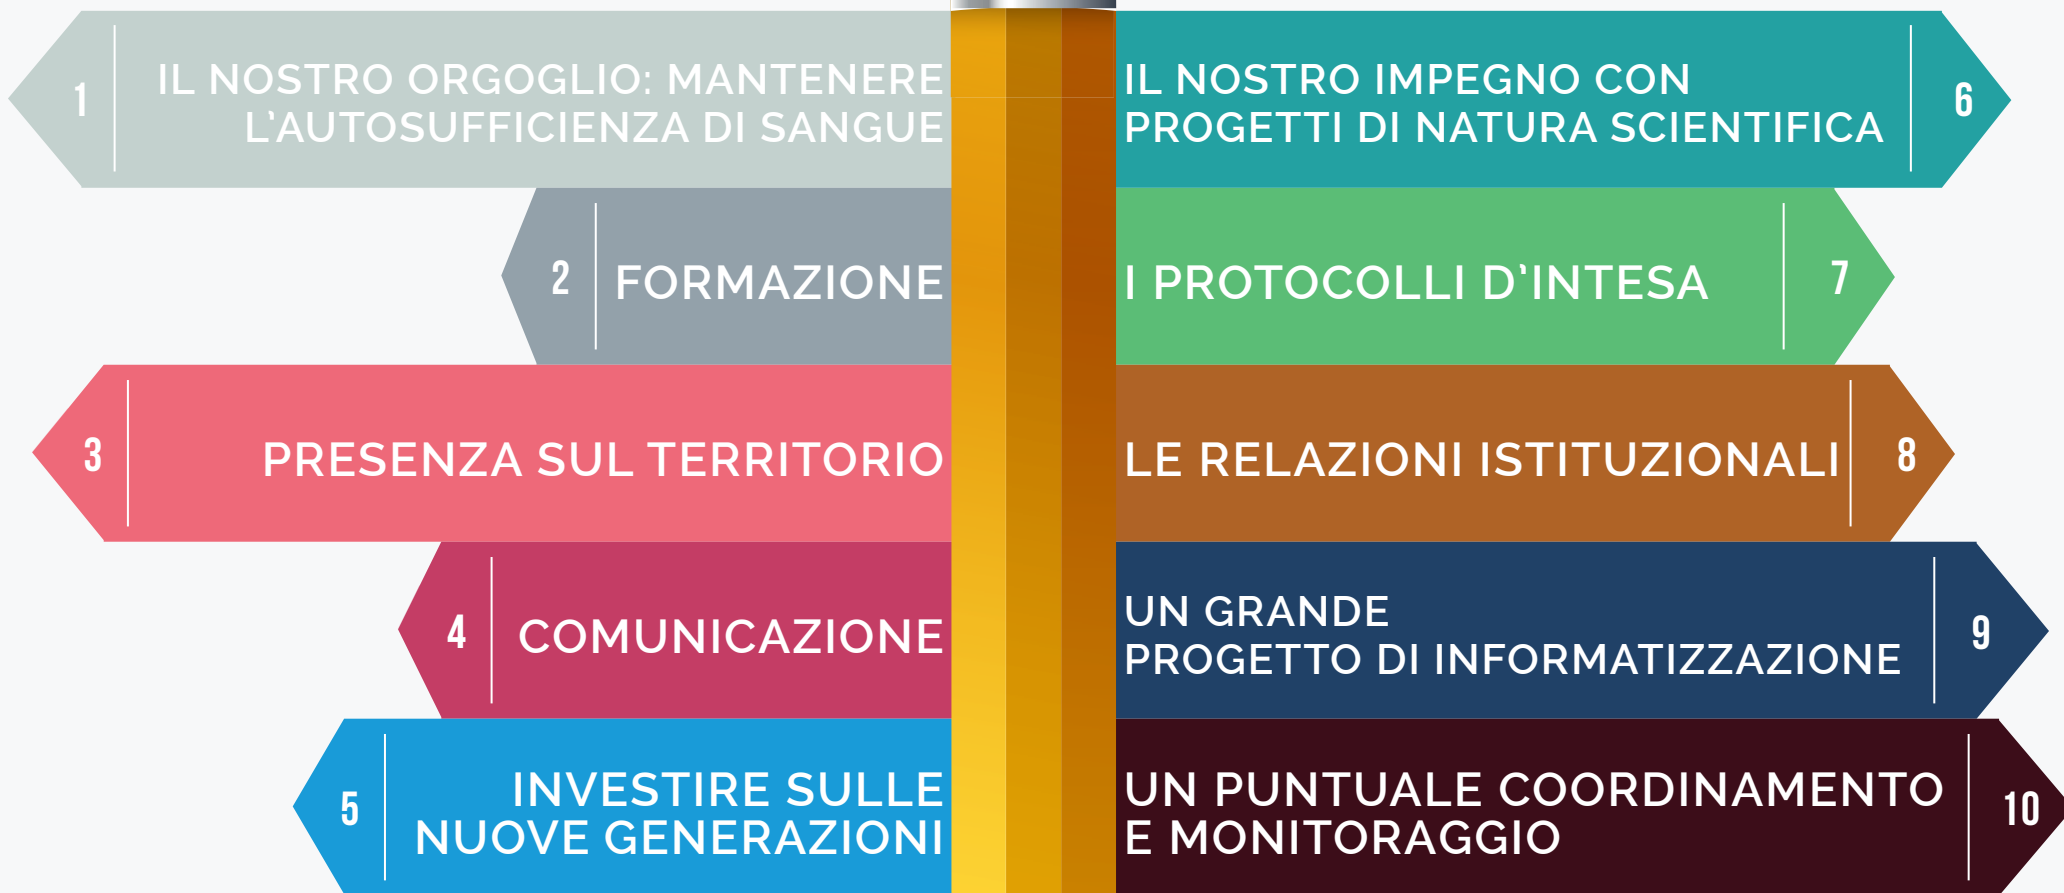 1
IL NOSTRO ORGOGLIO: MANTENERE
L'AUTOSUFFICIENZA DI SANGUE
2
FORMAZIONE
3
PRESENZA SUL TERRITORIO
4
COMUNICAZIONE
5
INVESTIRE SULLE
NUOVE GENERAZIONI
IL NOSTRO IMPEGNO CON
PROGETTI DI NATURA SCIENTIFICA
6
I PROTOCOLLI D'INTESA
7
LE RELAZIONI ISTITUZIONALI
8
UN GRANDE
PROGETTO DI INFORMATIZZAZIONE
9
UN PUNTUALE COORDINAMENTO
E MONITORAGGIO
10